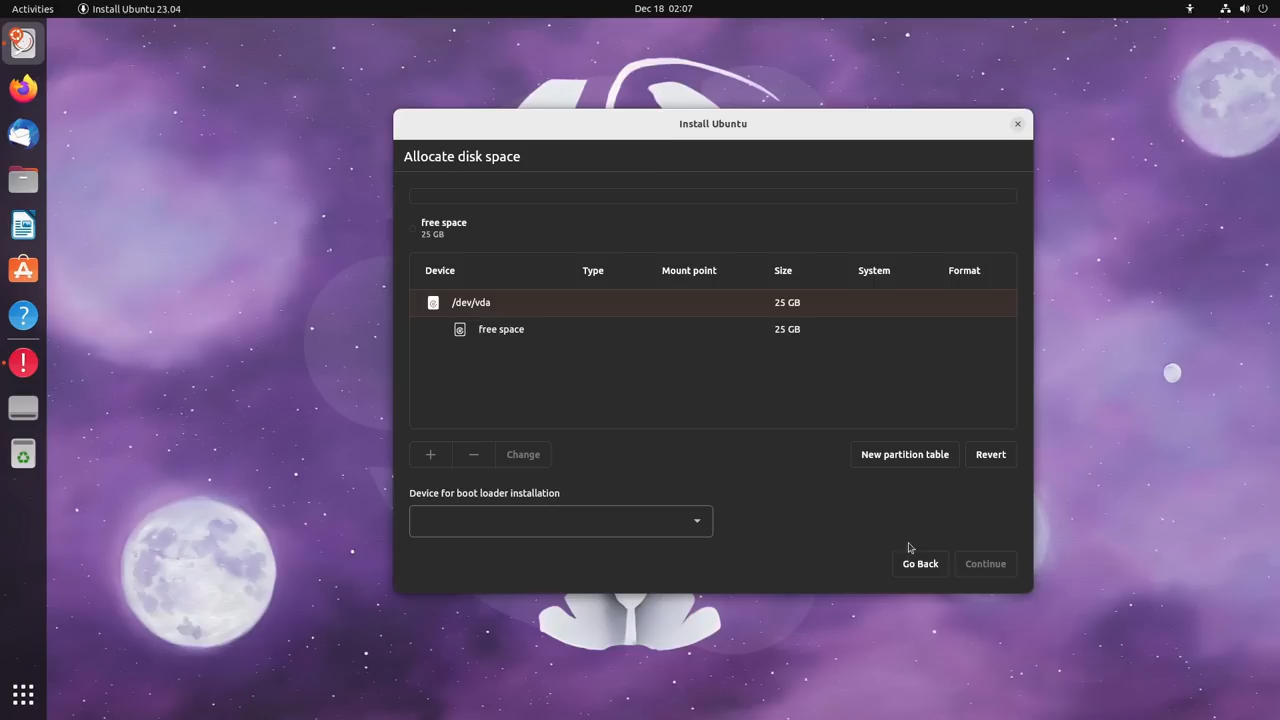 Activities Install Ubuntu 23.04 Dec 18 02:07
Install Ubuntu
Allocate disk space
free space
25 GB
Device Type Mount point Size System Format
/dev/vda 25 GB
free space 25 GB
+ − Change New partition table Revert
Device for boot loader installation
Go Back Continue